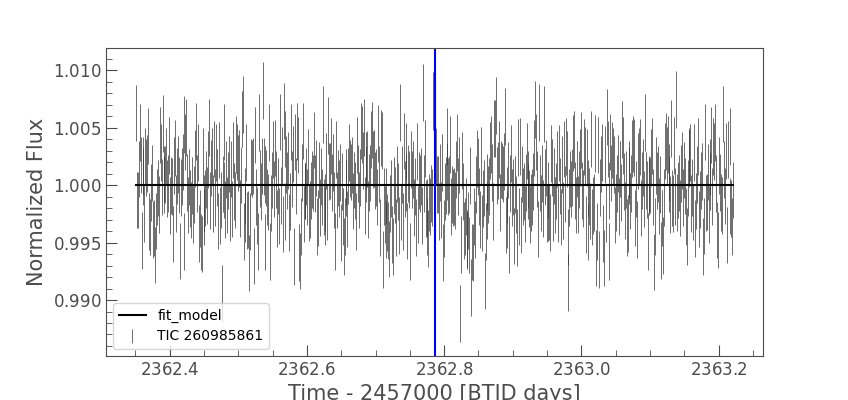 1.010
1.005
1.000
0.995
0.990
Normalized Flux
fit_model
TIC 260985861
2362.4 2362.6 2362.8 2363.0 2363.2
Time - 2457000 [BTJD days]